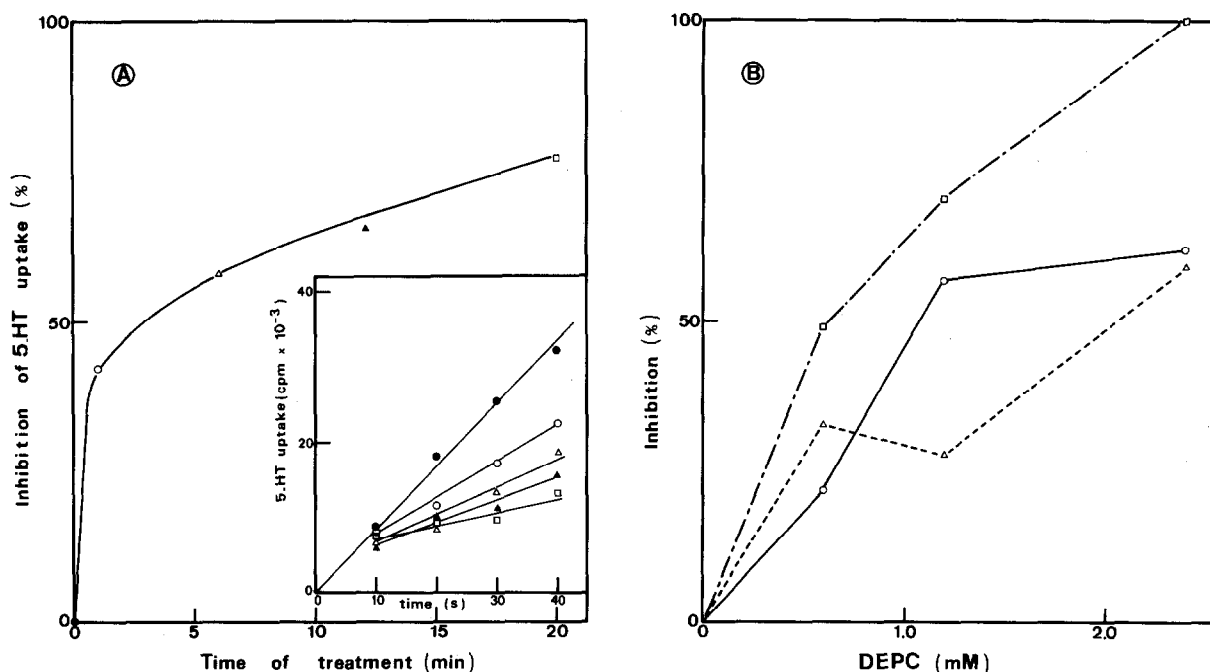 100
A
50
0
Inhibition of 5.HT uptake (%)
0
5
10
15
20
Time of treatment (min)
40
20
0
5.HT uptake (cpm × 10⁻³)
0
10
20
30
40
time (s)
100
B
50
0
Inhibition (%)
0
1.0
2.0
DEPC (mM)